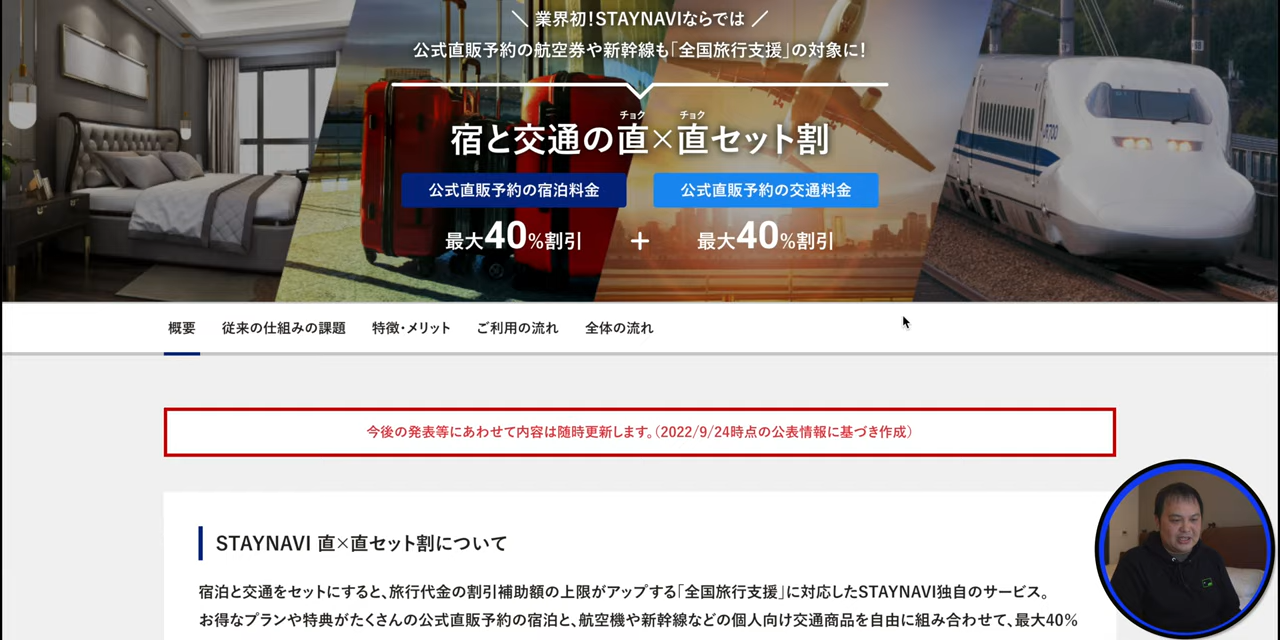 ＼ 業界初！STAYNAVIならでは ／
公式直販予約の航空券や新幹線も「全国旅行支援」の対象に！
チョク チョク
宿と交通の直×直セット割
公式直販予約の宿泊料金 公式直販予約の交通料金
最大40%割引 + 最大40%割引
概要 従来の仕組みの課題 特徴・メリット ご利用の流れ 全体の流れ
今後の発表等にあわせて内容は随時更新します。（2022/9/24時点の公表情報に基づき作成）
STAYNAVI 直×直セット割について
宿泊と交通をセットにすると、旅行代金の割引補助額の上限がアップする「全国旅行支援」に対応したSTAYNAVI独自のサービス。
お得なプランや特典がたくさんの公式直販予約の宿泊と、航空機や新幹線などの個人向け交通商品を自由に組み合わせて、最大40%